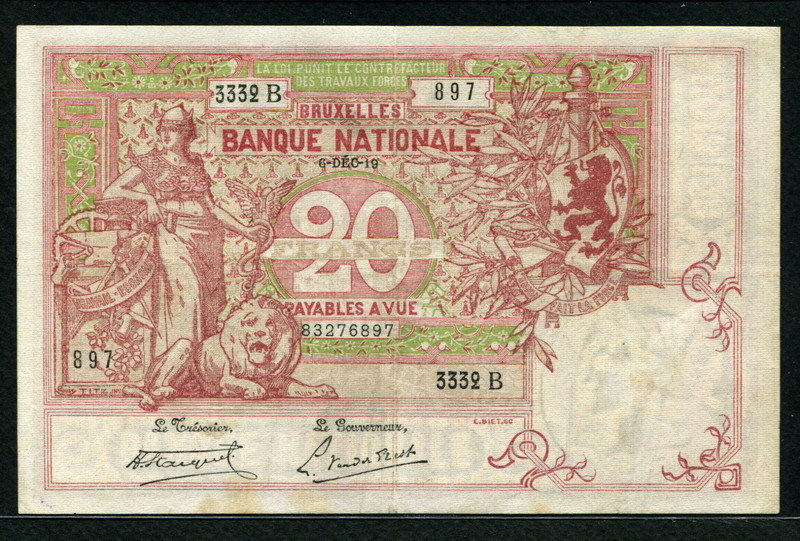 LA LOI PUNIT LE CONTREFACTEUR
DES TRAVAUX FORCÉS
3332 B
897
BRUXELLES
BANQUE NATIONALE
6-DÉC-19
20
FRANCS
PAYABLES A VUE
83276897
897
3332 B
Le Trésorier,
Le Gouverneur,
E.BIET.SC